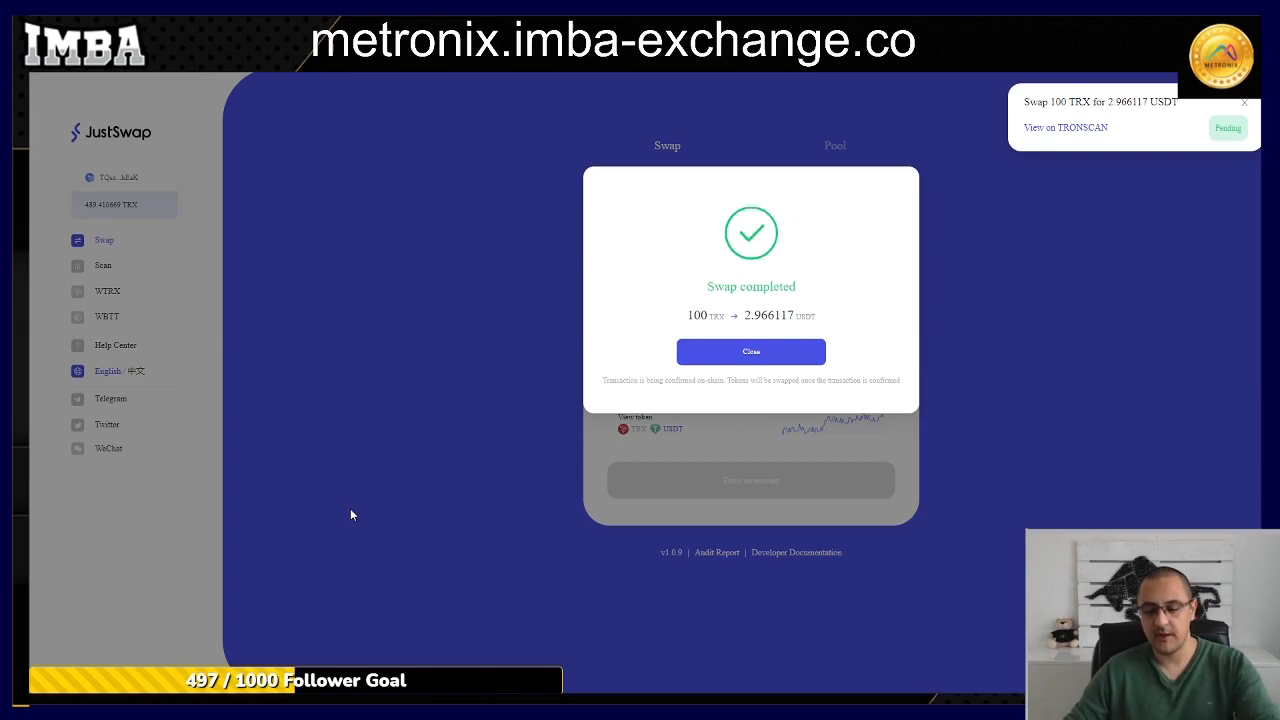 IMBA
metronix.imba-exchange.co
METRONIX
JustSwap
489.410669 TRX
Swap
Scan
WTRX
WBTT
Help Center
English / 中文
Telegram
Twitter
WeChat
Swap
Pool
Swap 100 TRX for 2.966117 USDT
View on TRONSCAN
Pending
Swap completed
100 TRX → 2.966117 USDT
Close
Transaction is being confirmed on-chain. Tokens will be swapped once the transaction is confirmed
View token
TRX USDT
Enter an amount
v1.0.9 | Audit Report | Developer Documentation
497 / 1000 Follower Goal